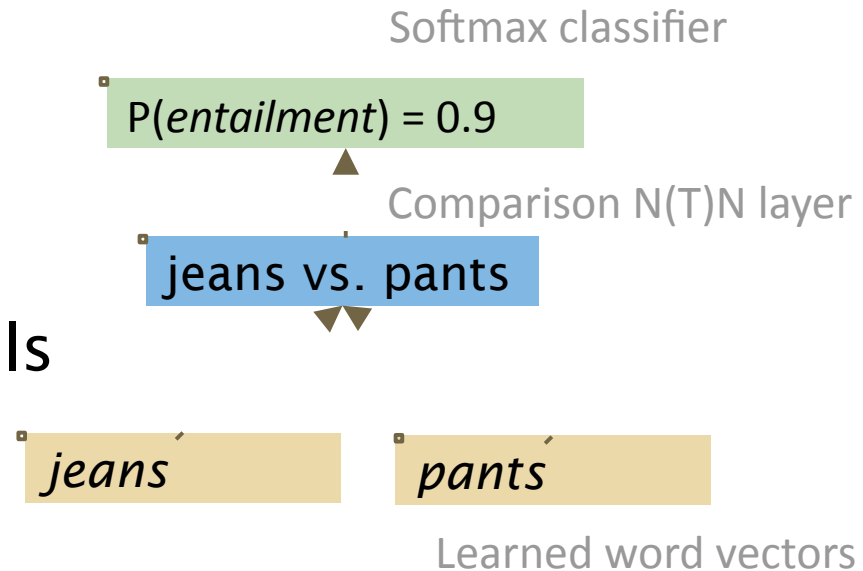 Softmax classifier
P(entailment) = 0.9
Comparison N(T)N layer
jeans vs. pants
ls
jeans
pants
Learned word vectors